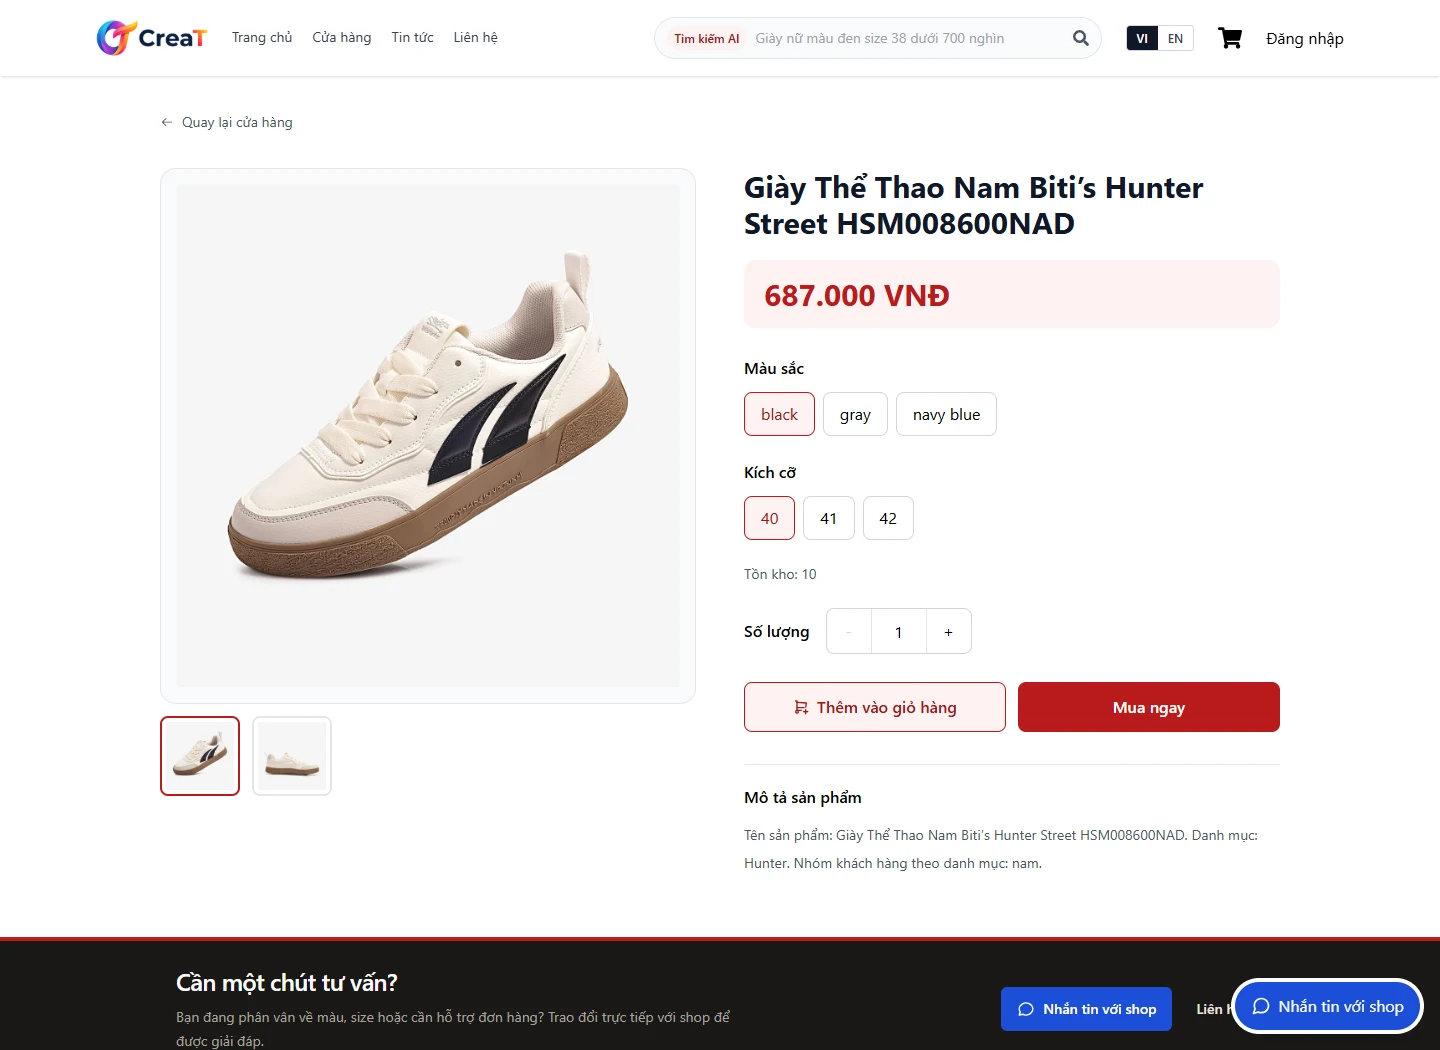 CreaT
Trang chủ
Cửa hàng
Tin tức
Liên hệ
Tìm kiếm AI
Giày nữ màu đen size 38 dưới 700 nghìn
VI
EN
Đăng nhập
Quay lại cửa hàng
Giày Thể Thao Nam Biti’s Hunter
Street HSM008600NAD
687.000 VNĐ
Màu sắc
black
gray
navy blue
Kích cỡ
40
41
42
Tồn kho: 10
Số lượng
-
1
+
Thêm vào giỏ hàng
Mua ngay
Mô tả sản phẩm
Tên sản phẩm: Giày Thể Thao Nam Biti’s Hunter Street HSM008600NAD. Danh mục:
Hunter. Nhóm khách hàng theo danh mục: nam.
Cần một chút tư vấn?
Bạn đang phân vân về màu, size hoặc cần hỗ trợ đơn hàng? Trao đổi trực tiếp với shop để
được giải đáp.
Nhắn tin với shop
Liên
Nhắn tin với shop